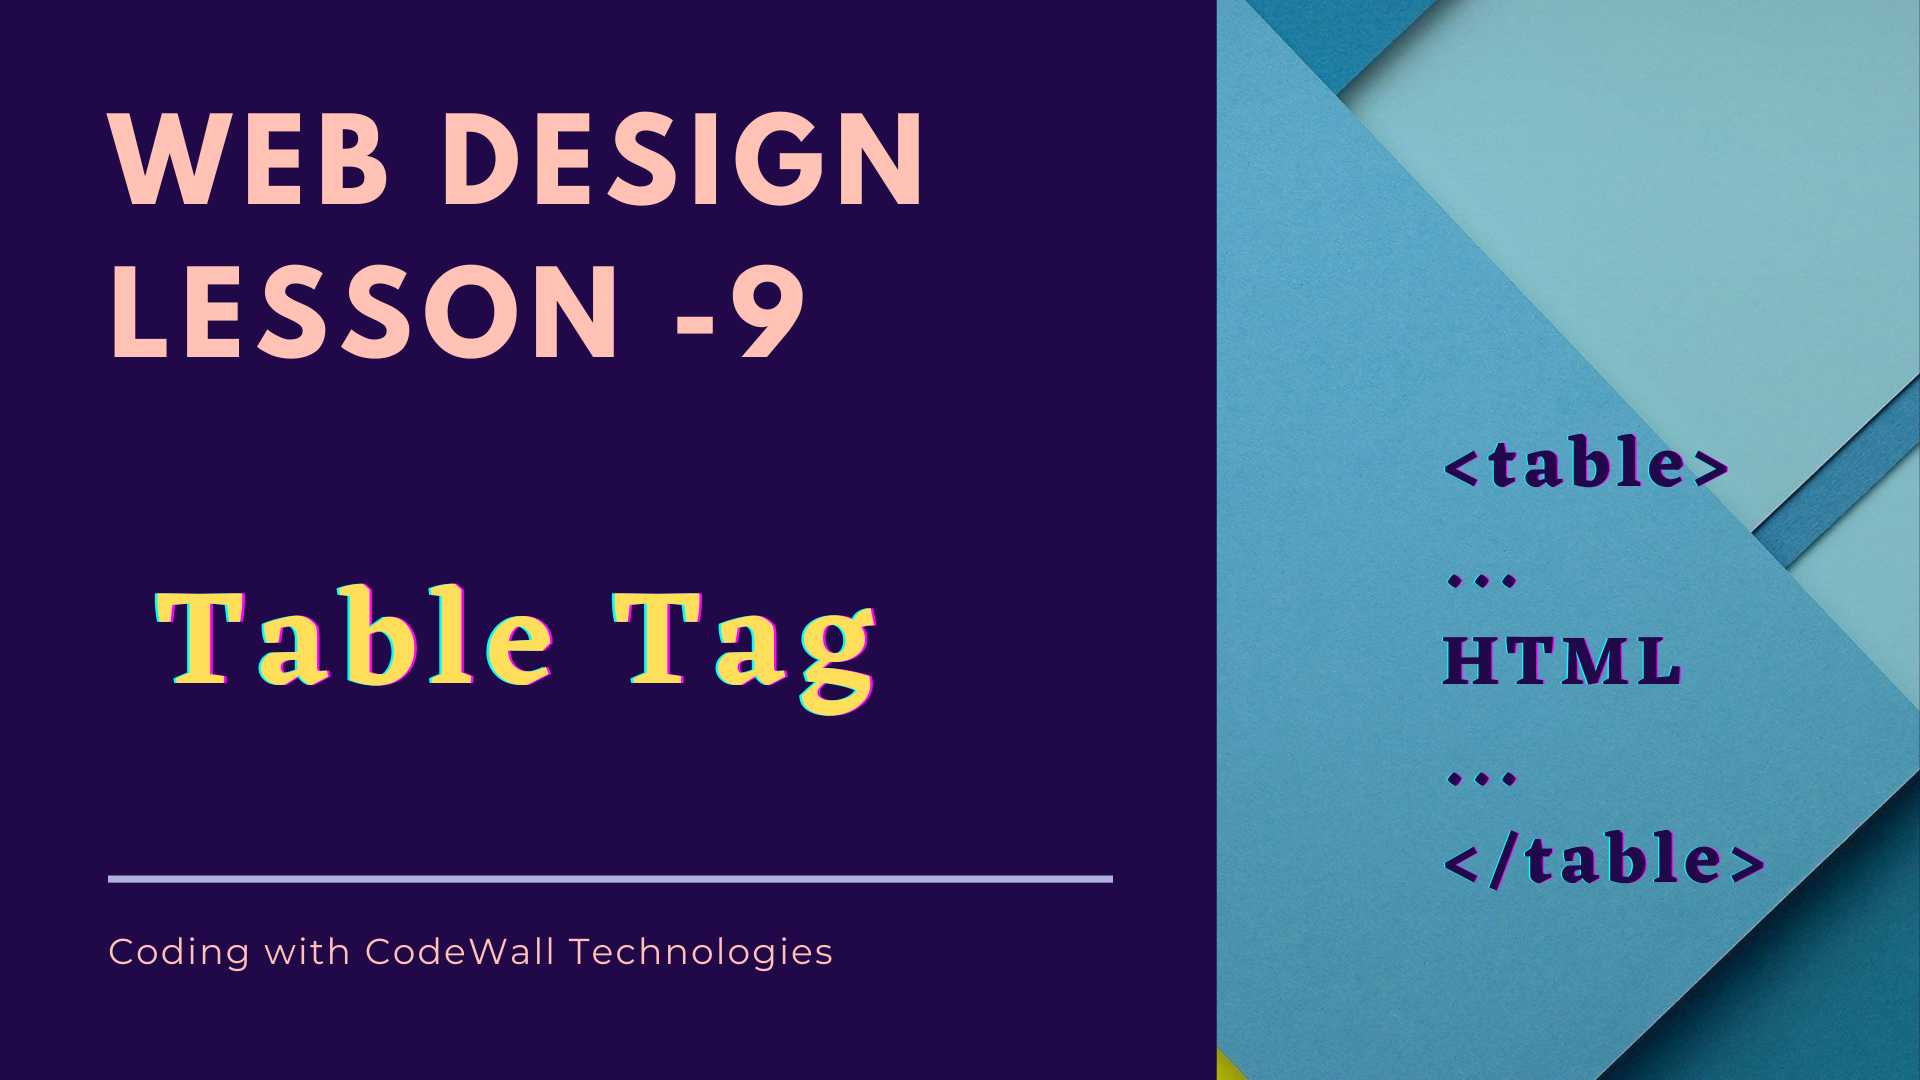 WEB DESIGN
LESSON -9
Table Tag
Coding with CodeWall Technologies
<table>
...
HTML
...
</table>